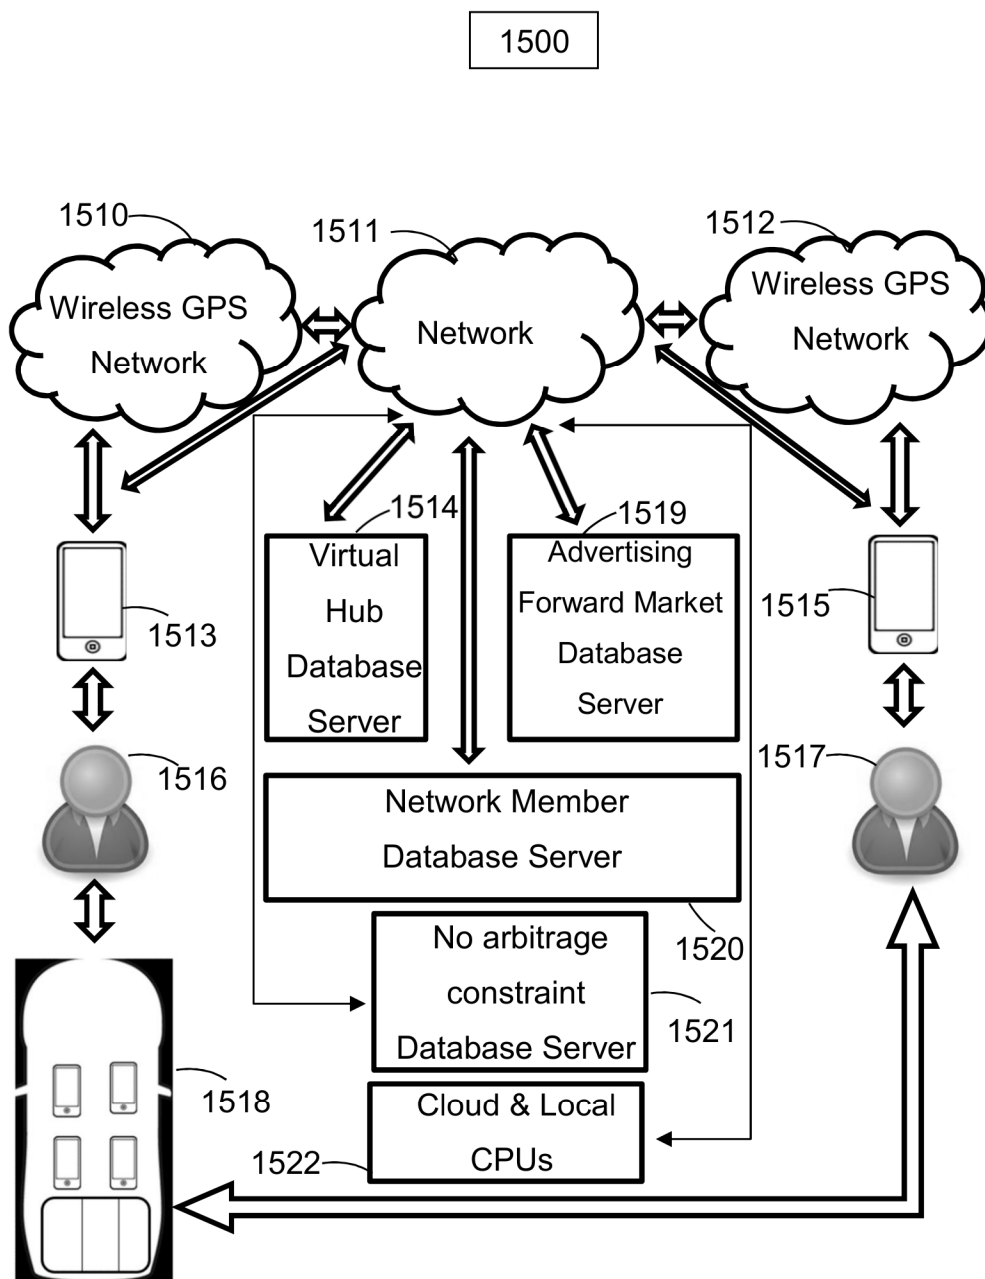 1500
1510
1511
1512
Wireless GPS
Network
Network
Wireless GPS
Network
1514
1519
Virtual
Hub
Database
Server
Advertising
Forward Market
Database
Server
1513
1515
1516
1517
Network Member
Database Server
1520
No arbitrage
constraint
Database Server
1521
1518
Cloud & Local
CPUs
1522